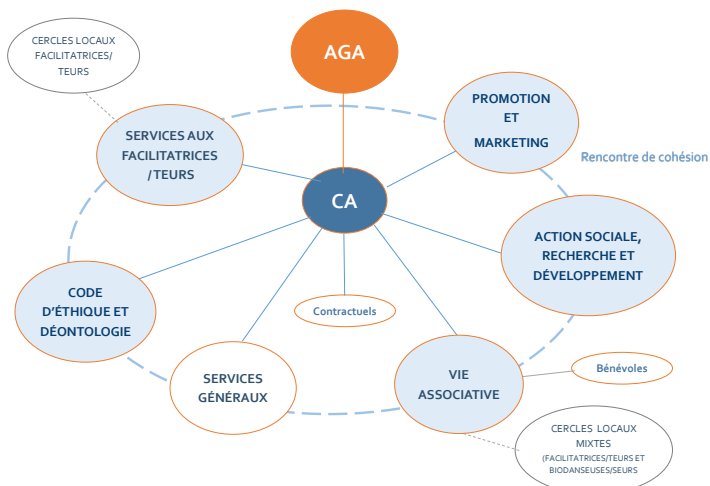 CERCLES LOCAUX
FACILITATRICES/
TEURS
AGA
PROMOTION
ET
MARKETING
SERVICES AUX
FACILITATRICES
/TEURS
Rencontre de cohésion
CA
ACTION SOCIALE,
RECHERCHE ET
DÉVELOPPEMENT
CODE
D’ÉTHIQUE ET
DÉONTOLOGIE
Contractuels
SERVICES
GÉNÉRAUX
VIE
ASSOCIATIVE
Bénévoles
CERCLES LOCAUX
MIXTES
(FACILITATRICES/TEURS ET
BIODANSEUSES/SEURS